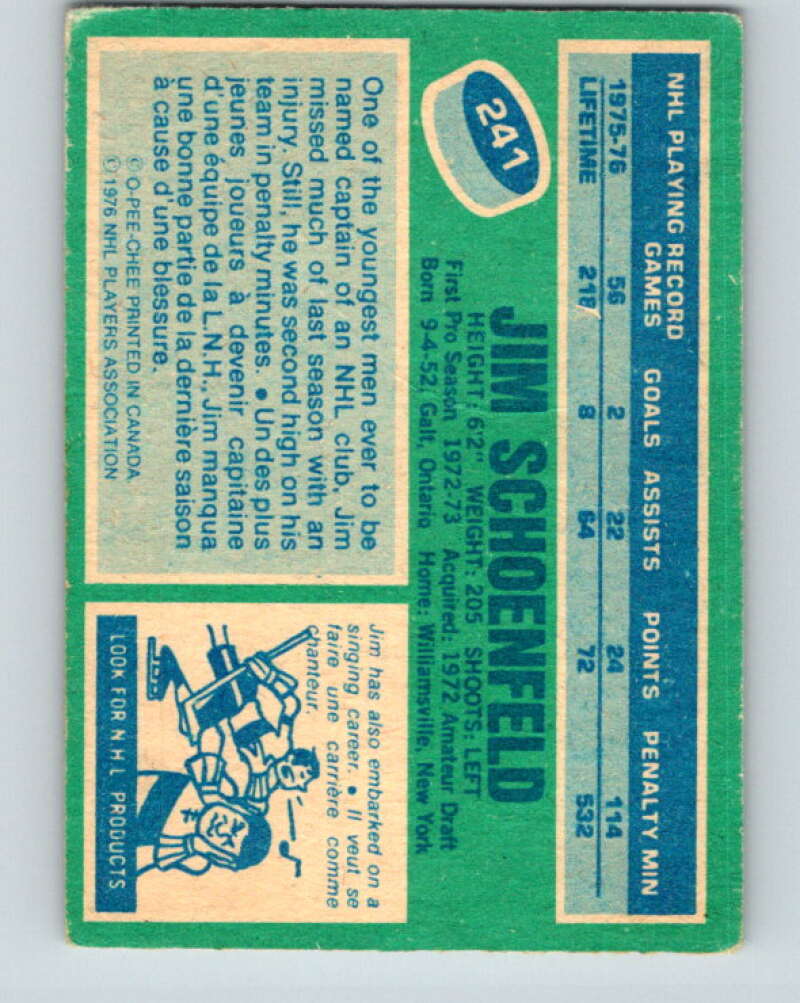 NHL PLAYING RECORD
GAMES GOALS ASSISTS POINTS PENALTY MIN
1975-76 56 2 22 24 114
LIFETIME 218 8 64 72 532
241
JIM SCHOENFELD
HEIGHT: 6'2" WEIGHT: 205 SHOOTS: LEFT
First Pro Season 1972-73 Acquired: 1972 Amateur Draft
Born 9-4-52, Galt, Ontario Home: Williamsville, New York
One of the youngest men ever to be
named captain of an NHL club, Jim
missed much of last season with an
injury. Still, he was second high on his
team in penalty minutes. • Un des plus
jeunes joueurs à devenir capitaine
d'une équipe de la L.N.H., Jim manqua
une bonne partie de la dernière saison
à cause d'une blessure.
© O-PEE-CHEE PRINTED IN CANADA
© 1976 NHL PLAYERS ASSOCIATION
Jim has also embarked on a
singing career. • Il veut se
faire une carrière comme
chanteur.
LOOK FOR N.H.L PRODUCTS